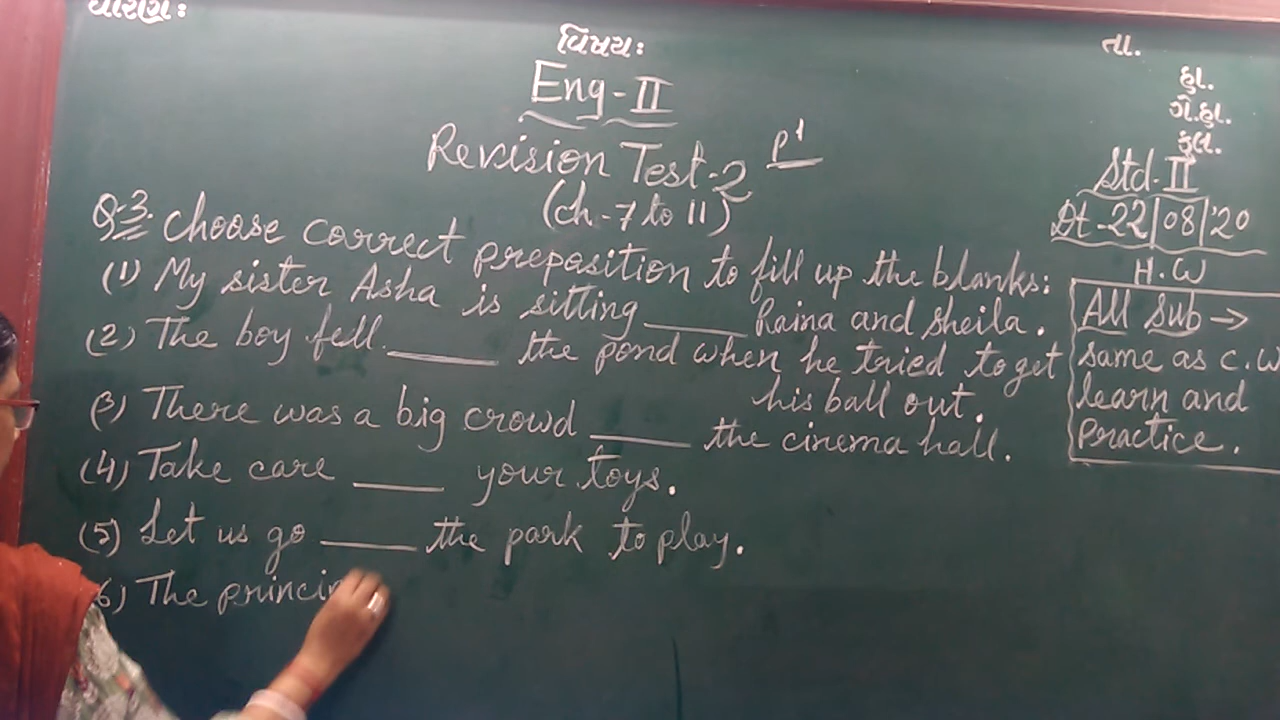 ધોરણ:
વિષય:
તા.
હા.
ગે.હા.
કુલ.
Eng-II
Revision Test-2 P1
(ch-7 to 11)
Std-II
Dt-22|08|'20
Q-3. Choose correct preposition to fill up the blanks:
(1) My sister Asha is sitting ____ Raina and Sheila.
(2) The boy fell ____ the pond when he tried to get
his ball out.
(3) There was a big crowd ____ the cinema hall.
(4) Take care ____ your toys.
(5) Let us go ____ the park to play.
6) The princi
H.W
All Sub →
same as C.W
learn and
practice.